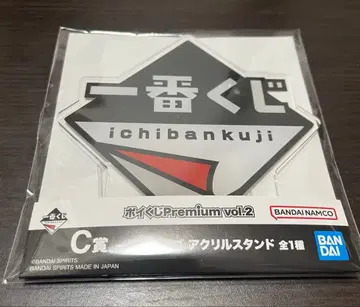 一番くじ
ichibankuji
ボイくじPremium vol.2
BANDAI NAMCO
一番くじ
C賞
アクリルスタンド 全1種
BAN
DAI
©BANDAI SPIRITS
BANDAI SPIRITS MADE IN JAPAN